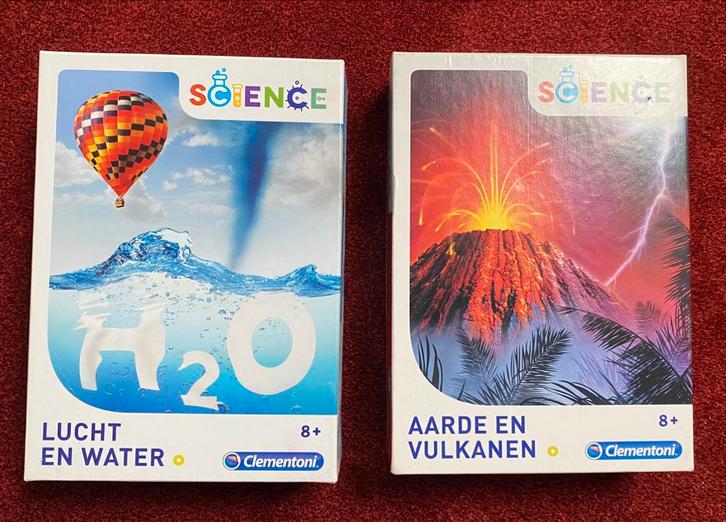 SCIENCE
H2O
LUCHT
EN WATER
8+
Clementoni
SCIENCE
AARDE EN
VULKANEN
8+
Clementoni